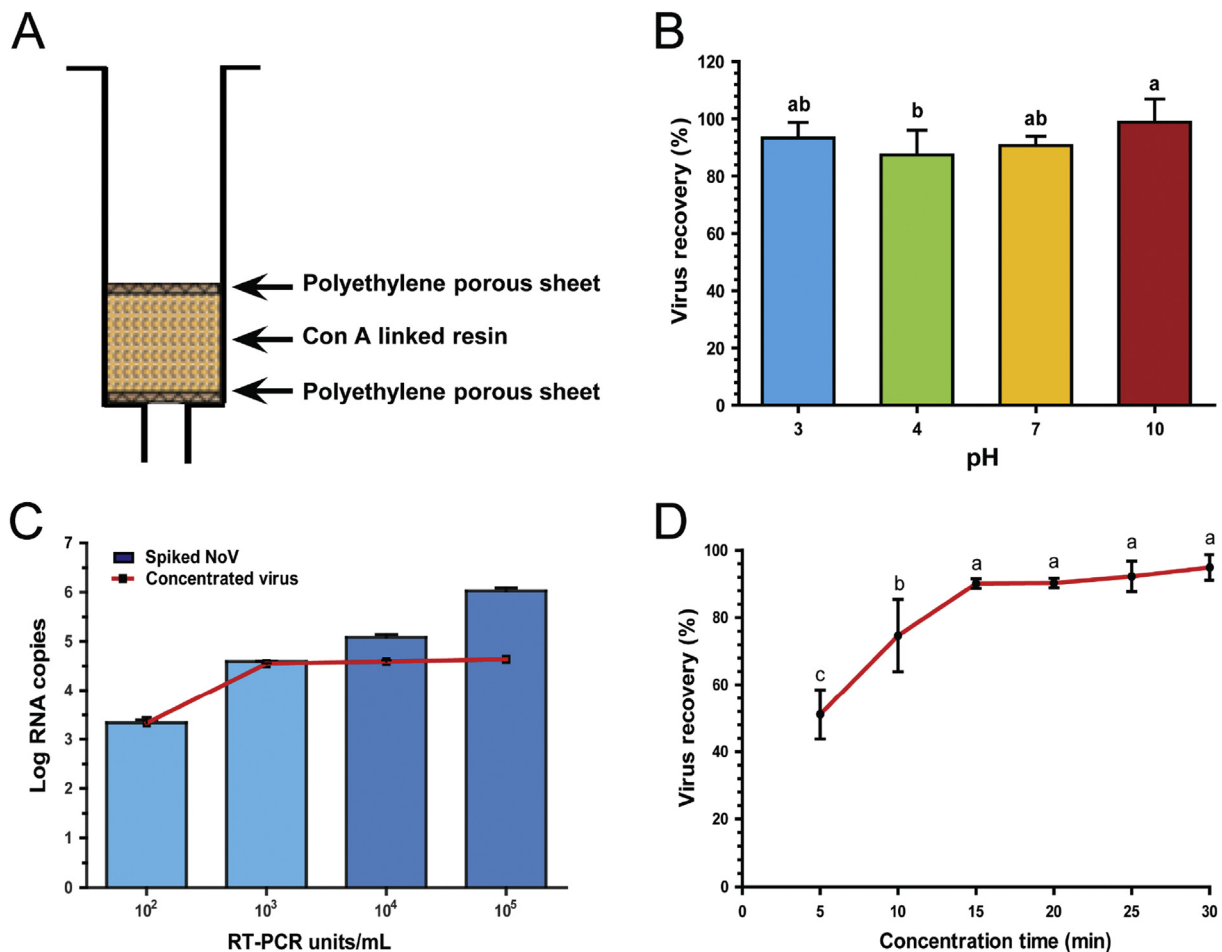 A
Polyethylene porous sheet
Con A linked resin
Polyethylene porous sheet
B
Virus recovery (%)
120
100
80
60
40
20
0
ab
b
ab
a
3 4 7 10
pH
C
Log RNA copies
7
6
5
4
3
2
1
0
Spiked NoV
Concentrated virus
10² 10³ 10⁴ 10⁵
RT-PCR units/mL
D
Virus recovery (%)
100
80
60
40
20
0
c
b
a
a
a
a
0 5 10 15 20 25 30
Concentration time (min)